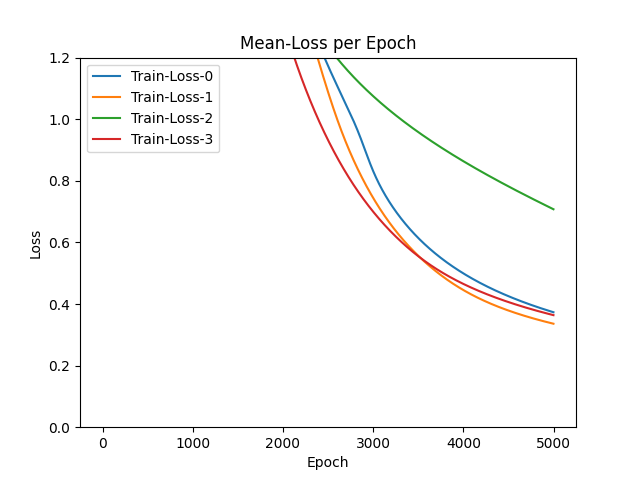 Mean-Loss per Epoch
Train-Loss-0
Train-Loss-1
Train-Loss-2
Train-Loss-3
1.2
1.0
0.8
0.6
0.4
0.2
0.0
Loss
0 1000 2000 3000 4000 5000
Epoch